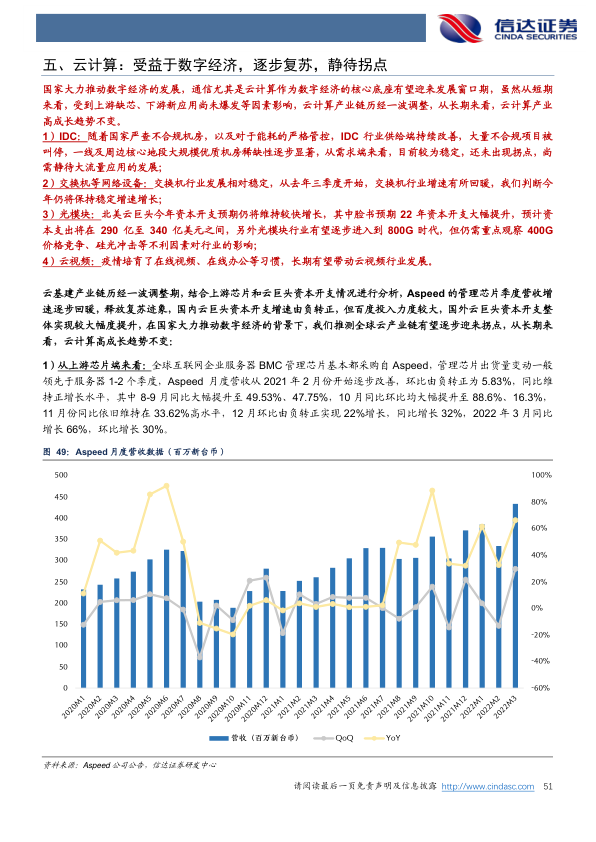 信达证券
CINDA SECURITIES
五、云计算：受益于数字经济，逐步复苏，静待拐点
国家大力推动数字经济的发展，通信尤其是云计算作为数字经济的核心底座有望迎来发展窗口期，虽然从短期
来看，受到上游缺芯、下游新应用尚未爆发等因素影响，云计算产业链历经一波调整，从长期来看，云计算产业
高成长趋势不变。
1）IDC：随着国家严查不合规机房，以及对于能耗的严格管控，IDC 行业供给端持续改善，大量不合规项目被
叫停，一线及周边核心地段大规模优质机房稀缺性逐步显著，从需求端来看，目前较为稳定，还未出现拐点，尚
需静待大流量应用的发展；
2）交换机等网络设备：交换机行业发展相对稳定，从去年三季度开始，交换机行业增速有所回暖，我们判断今
年仍将保持稳定增速增长；
3）光模块：北美云巨头今年资本开支预期仍将维持较快增长，其中脸书预期 22 年资本开支大幅提升，预计资
本支出将在 290 亿至 340 亿美元之间，另外光模块行业有望逐步进入到 800G 时代，但仍需重点观察 400G
价格竞争、硅光冲击等不利因素对行业的影响；
4）云视频：疫情培育了在线视频、在线办公等习惯，长期有望带动云视频行业发展。
云基建产业链历经一波调整期，结合上游芯片和云巨头资本开支情况进行分析，Aspeed 的管理芯片季度营收增
速逐步回暖，释放复苏迹象，国内云巨头资本开支增速由负转正，但百度投入力度较大，国外云巨头资本开支整
体实现较大幅度提升，在国家大力推动数字经济的背景下，我们推测全球云产业链有望逐步迎来拐点，从长期来
看，云计算高成长趋势不变：
1）从上游芯片端来看：全球互联网企业服务器 BMC 管理芯片基本都采购自 Aspeed，管理芯片出货量变动一般
领先于服务器 1-2 个季度，Aspeed 月度营收从 2021 年 2 月份开始逐步改善，环比由负转正为 5.83%，同比维
持正增长水平，其中 8-9 月同比大幅提升至 49.53%、47.75%，10 月同比环比均大幅提升至 88.6%、16.3%，
11 月份同比依旧维持在 33.62%高水平，12 月环比由负转正实现 22%增长，同比增长 32%，2022 年 3 月同比
增长 66%，环比增长 30%。
图 49：Aspeed 月度营收数据（百万新台币）
500
450
400
350
300
250
200
150
100
50
0
100%
80%
60%
40%
20%
0%
-20%
-40%
-60%
2020M1
2020M2
2020M3
2020M4
2020M5
2020M6
2020M7
2020M8
2020M9
2020M10
2020M11
2020M12
2021M1
2021M2
2021M3
2021M4
2021M5
2021M6
2021M7
2021M8
2021M9
2021M10
2021M11
2021M12
2022M1
2022M2
2022M3
营收（百万新台币） QoQ YoY
资料来源：Aspeed 公司公告，信达证券研发中心
请阅读最后一页免责声明及信息披露 http://www.cindasc.com 51